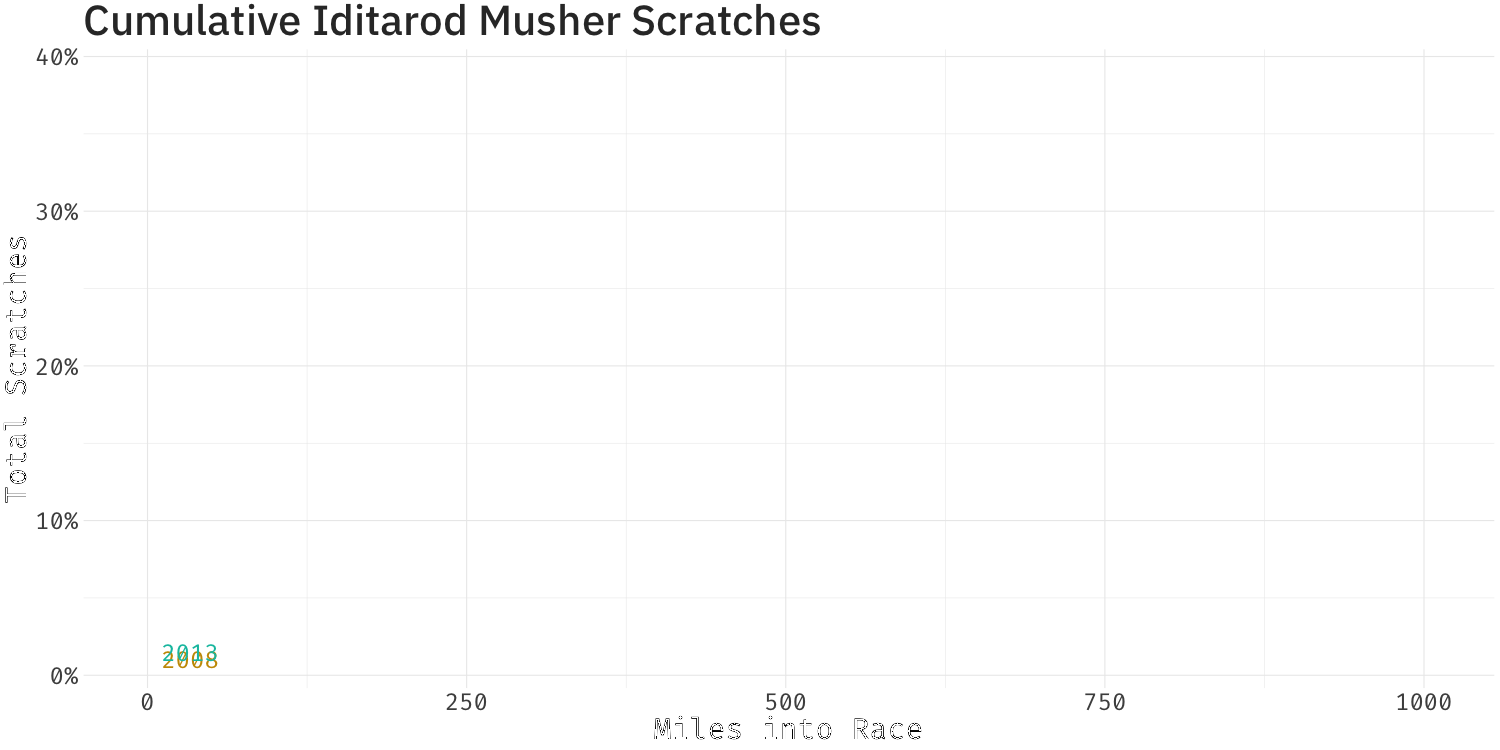 Cumulative Iditarod Musher Scratches
40%
30%
20%
10%
0%
Total Scratches
2013
2008
0 250 500 750 1000
Miles into Race